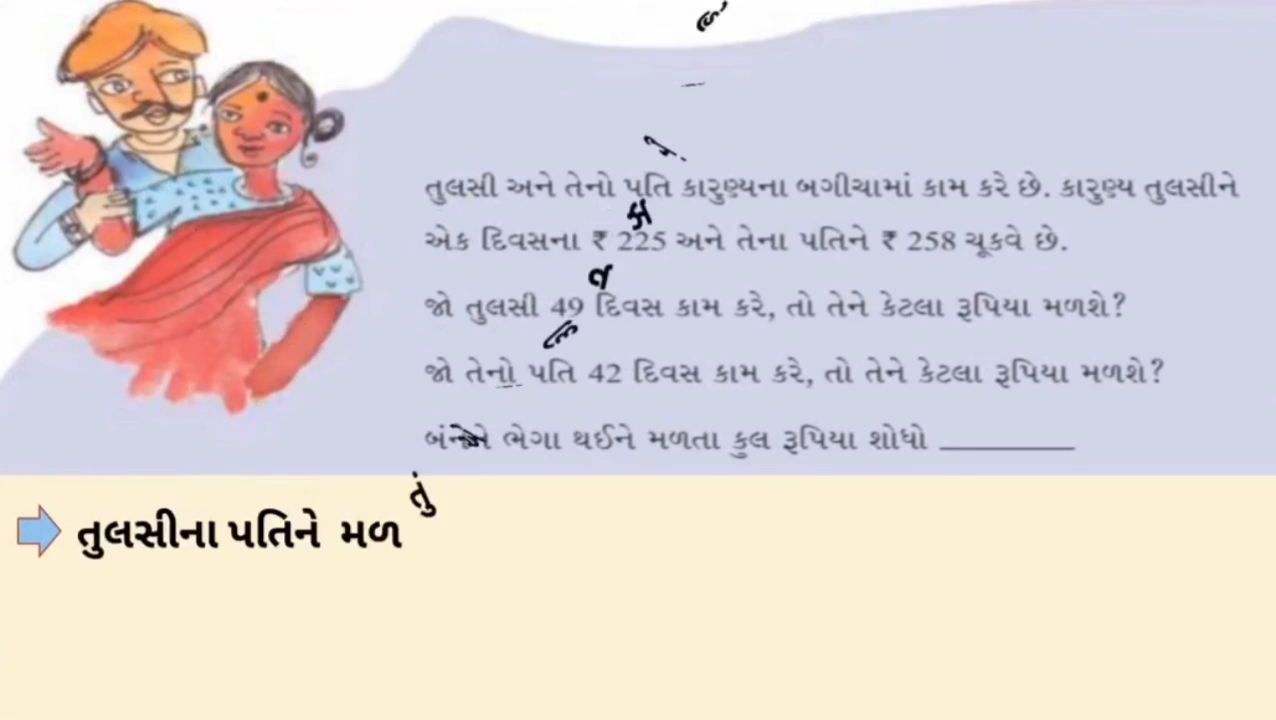 તુલસી અને તેનો પતિ કારુણ્યના બગીચામાં કામ કરે છે. કારુણ્ય તુલસીને
એક દિવસના ₹ 225 અને તેના પતિને ₹ 258 ચૂકવે છે.
જો તુલસી 49 દિવસ કામ કરે, તો તેને કેટલા રૂપિયા મળશે?
જો તેનો પતિ 42 દિવસ કામ કરે, તો તેને કેટલા રૂપિયા મળશે?
ભેગા થઈને મળતા કુલ રૂપિયા શોધો
તુલસીના પતિને મળતું